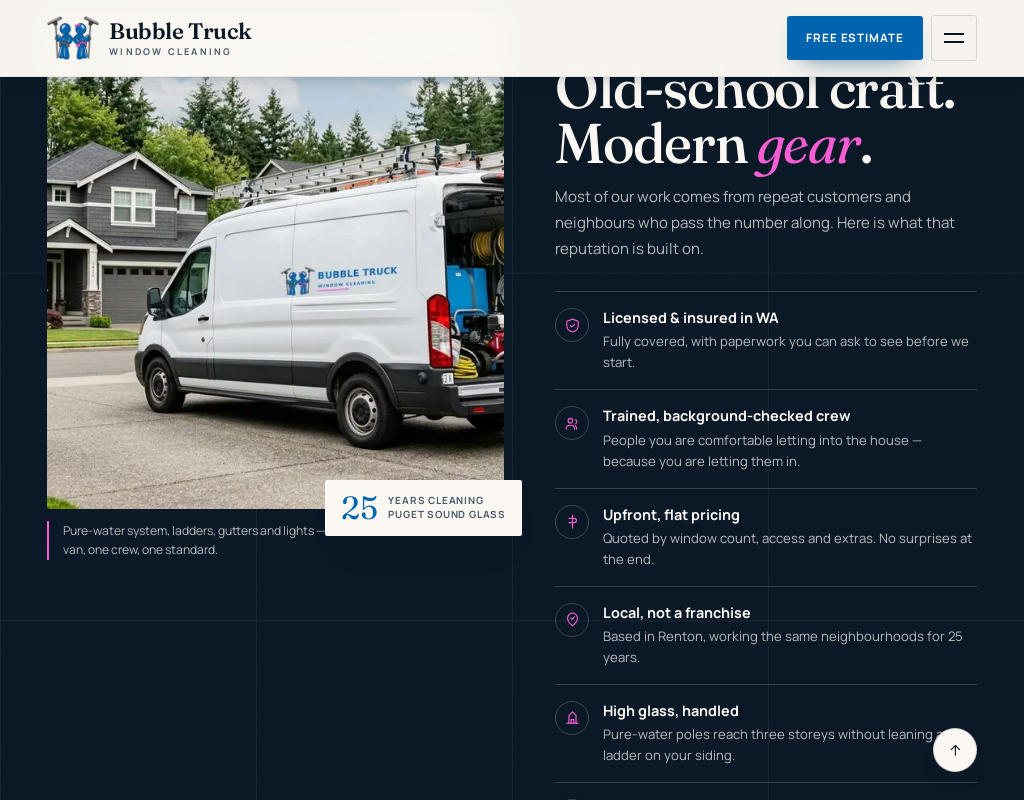 Bubble Truck
WINDOW CLEANING
FREE ESTIMATE
BUBBLE TRUCK
WINDOW CLEANING
25
YEARS CLEANING
PUGET SOUND GLASS
Pure-water system, ladders, gutters and lights —
van, one crew, one standard.
Old-school craft.
Modern gear.
Most of our work comes from repeat customers and
neighbours who pass the number along. Here is what that
reputation is built on.
Licensed & insured in WA
Fully covered, with paperwork you can ask to see before we
start.
Trained, background-checked crew
People you are comfortable letting into the house —
because you are letting them in.
Upfront, flat pricing
Quoted by window count, access and extras. No surprises at
the end.
Local, not a franchise
Based in Renton, working the same neighbourhoods for 25
years.
High glass, handled
Pure-water poles reach three storeys without leaning
ladder on your siding.